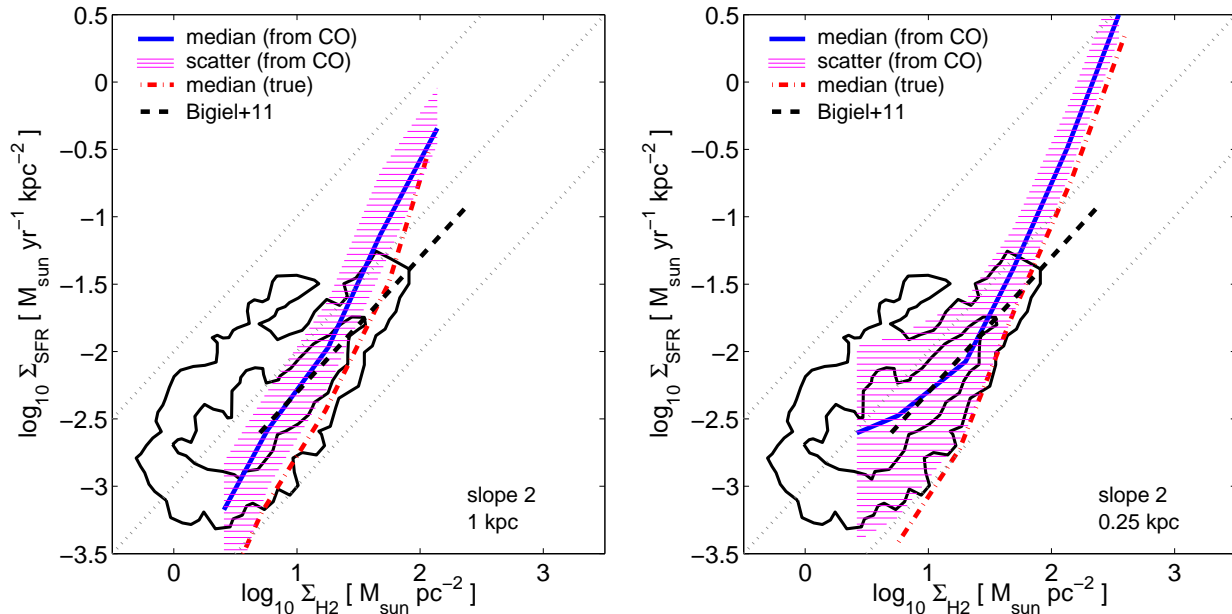 0.5
0
−0.5
−1
−1.5
−2
−2.5
−3
−3.5
log10 ΣSFR [ Msun yr−1 kpc−2 ]
median (from CO)
scatter (from CO)
median (true)
Bigiel+11
slope 2
1 kpc
0 1 2 3
log10 ΣH2 [ Msun pc−2 ]
0.5
0
−0.5
−1
−1.5
−2
−2.5
−3
−3.5
log10 ΣSFR [ Msun yr−1 kpc−2 ]
median (from CO)
scatter (from CO)
median (true)
Bigiel+11
slope 2
0.25 kpc
0 1 2 3
log10 ΣH2 [ Msun pc−2 ]